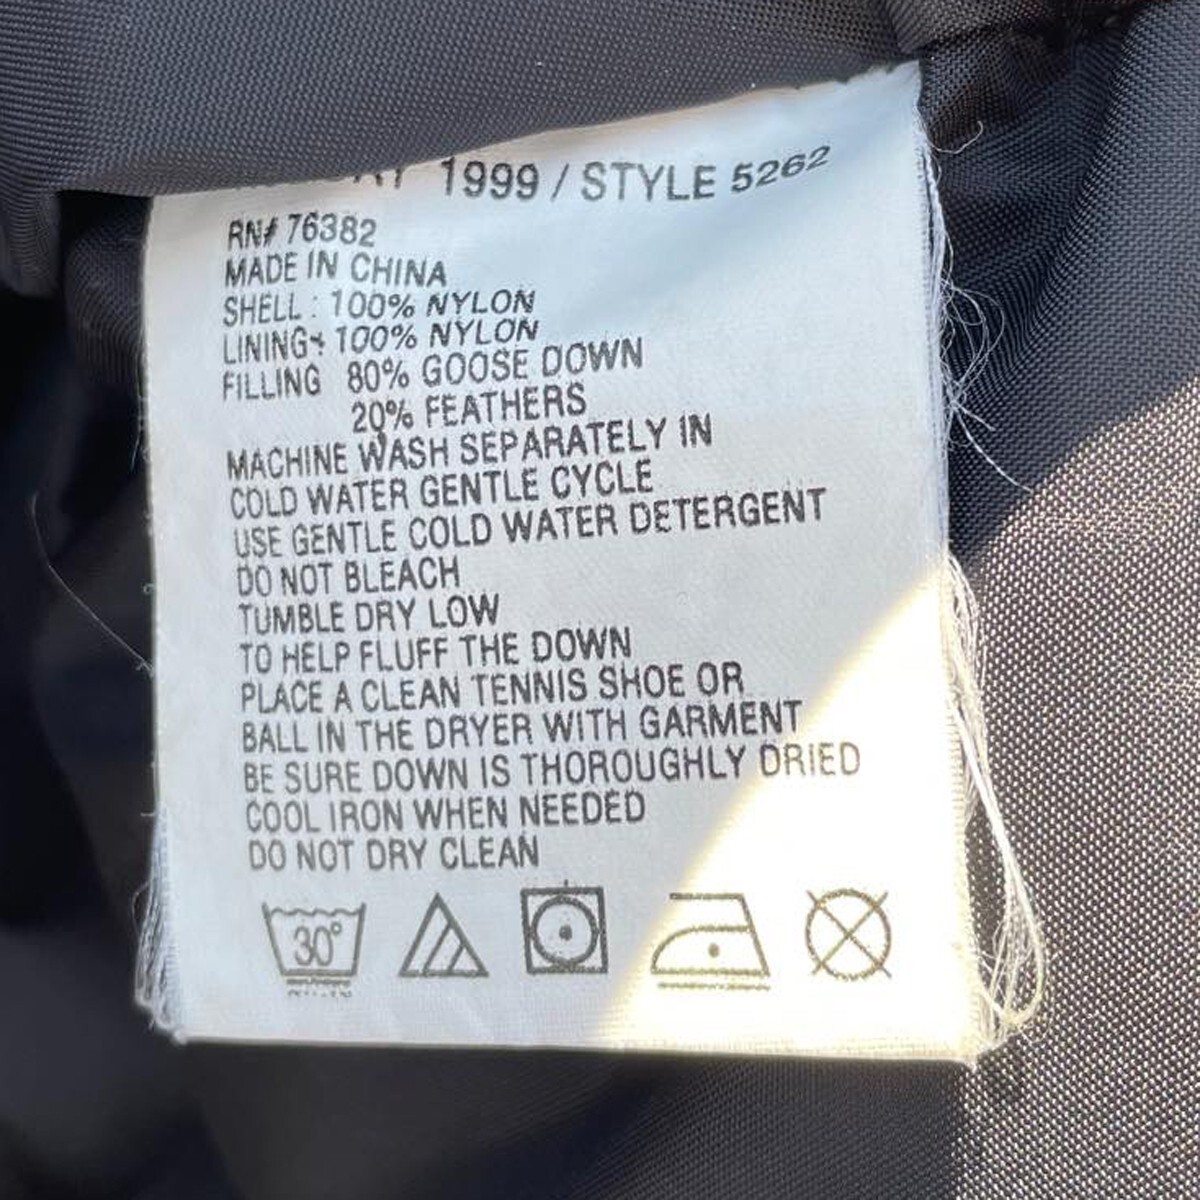 1999 / STYLE 5262
RN# 76382
MADE IN CHINA
SHELL : 100% NYLON
LINING: 100% NYLON
FILLING 80% GOOSE DOWN
20% FEATHERS
MACHINE WASH SEPARATELY IN
COLD WATER GENTLE CYCLE
USE GENTLE COLD WATER DETERGENT
DO NOT BLEACH
TUMBLE DRY LOW
TO HELP FLUFF THE DOWN
PLACE A CLEAN TENNIS SHOE OR
BALL IN THE DRYER WITH GARMENT
BE SURE DOWN IS THOROUGHLY DRIED
COOL IRON WHEN NEEDED
DO NOT DRY CLEAN
30°